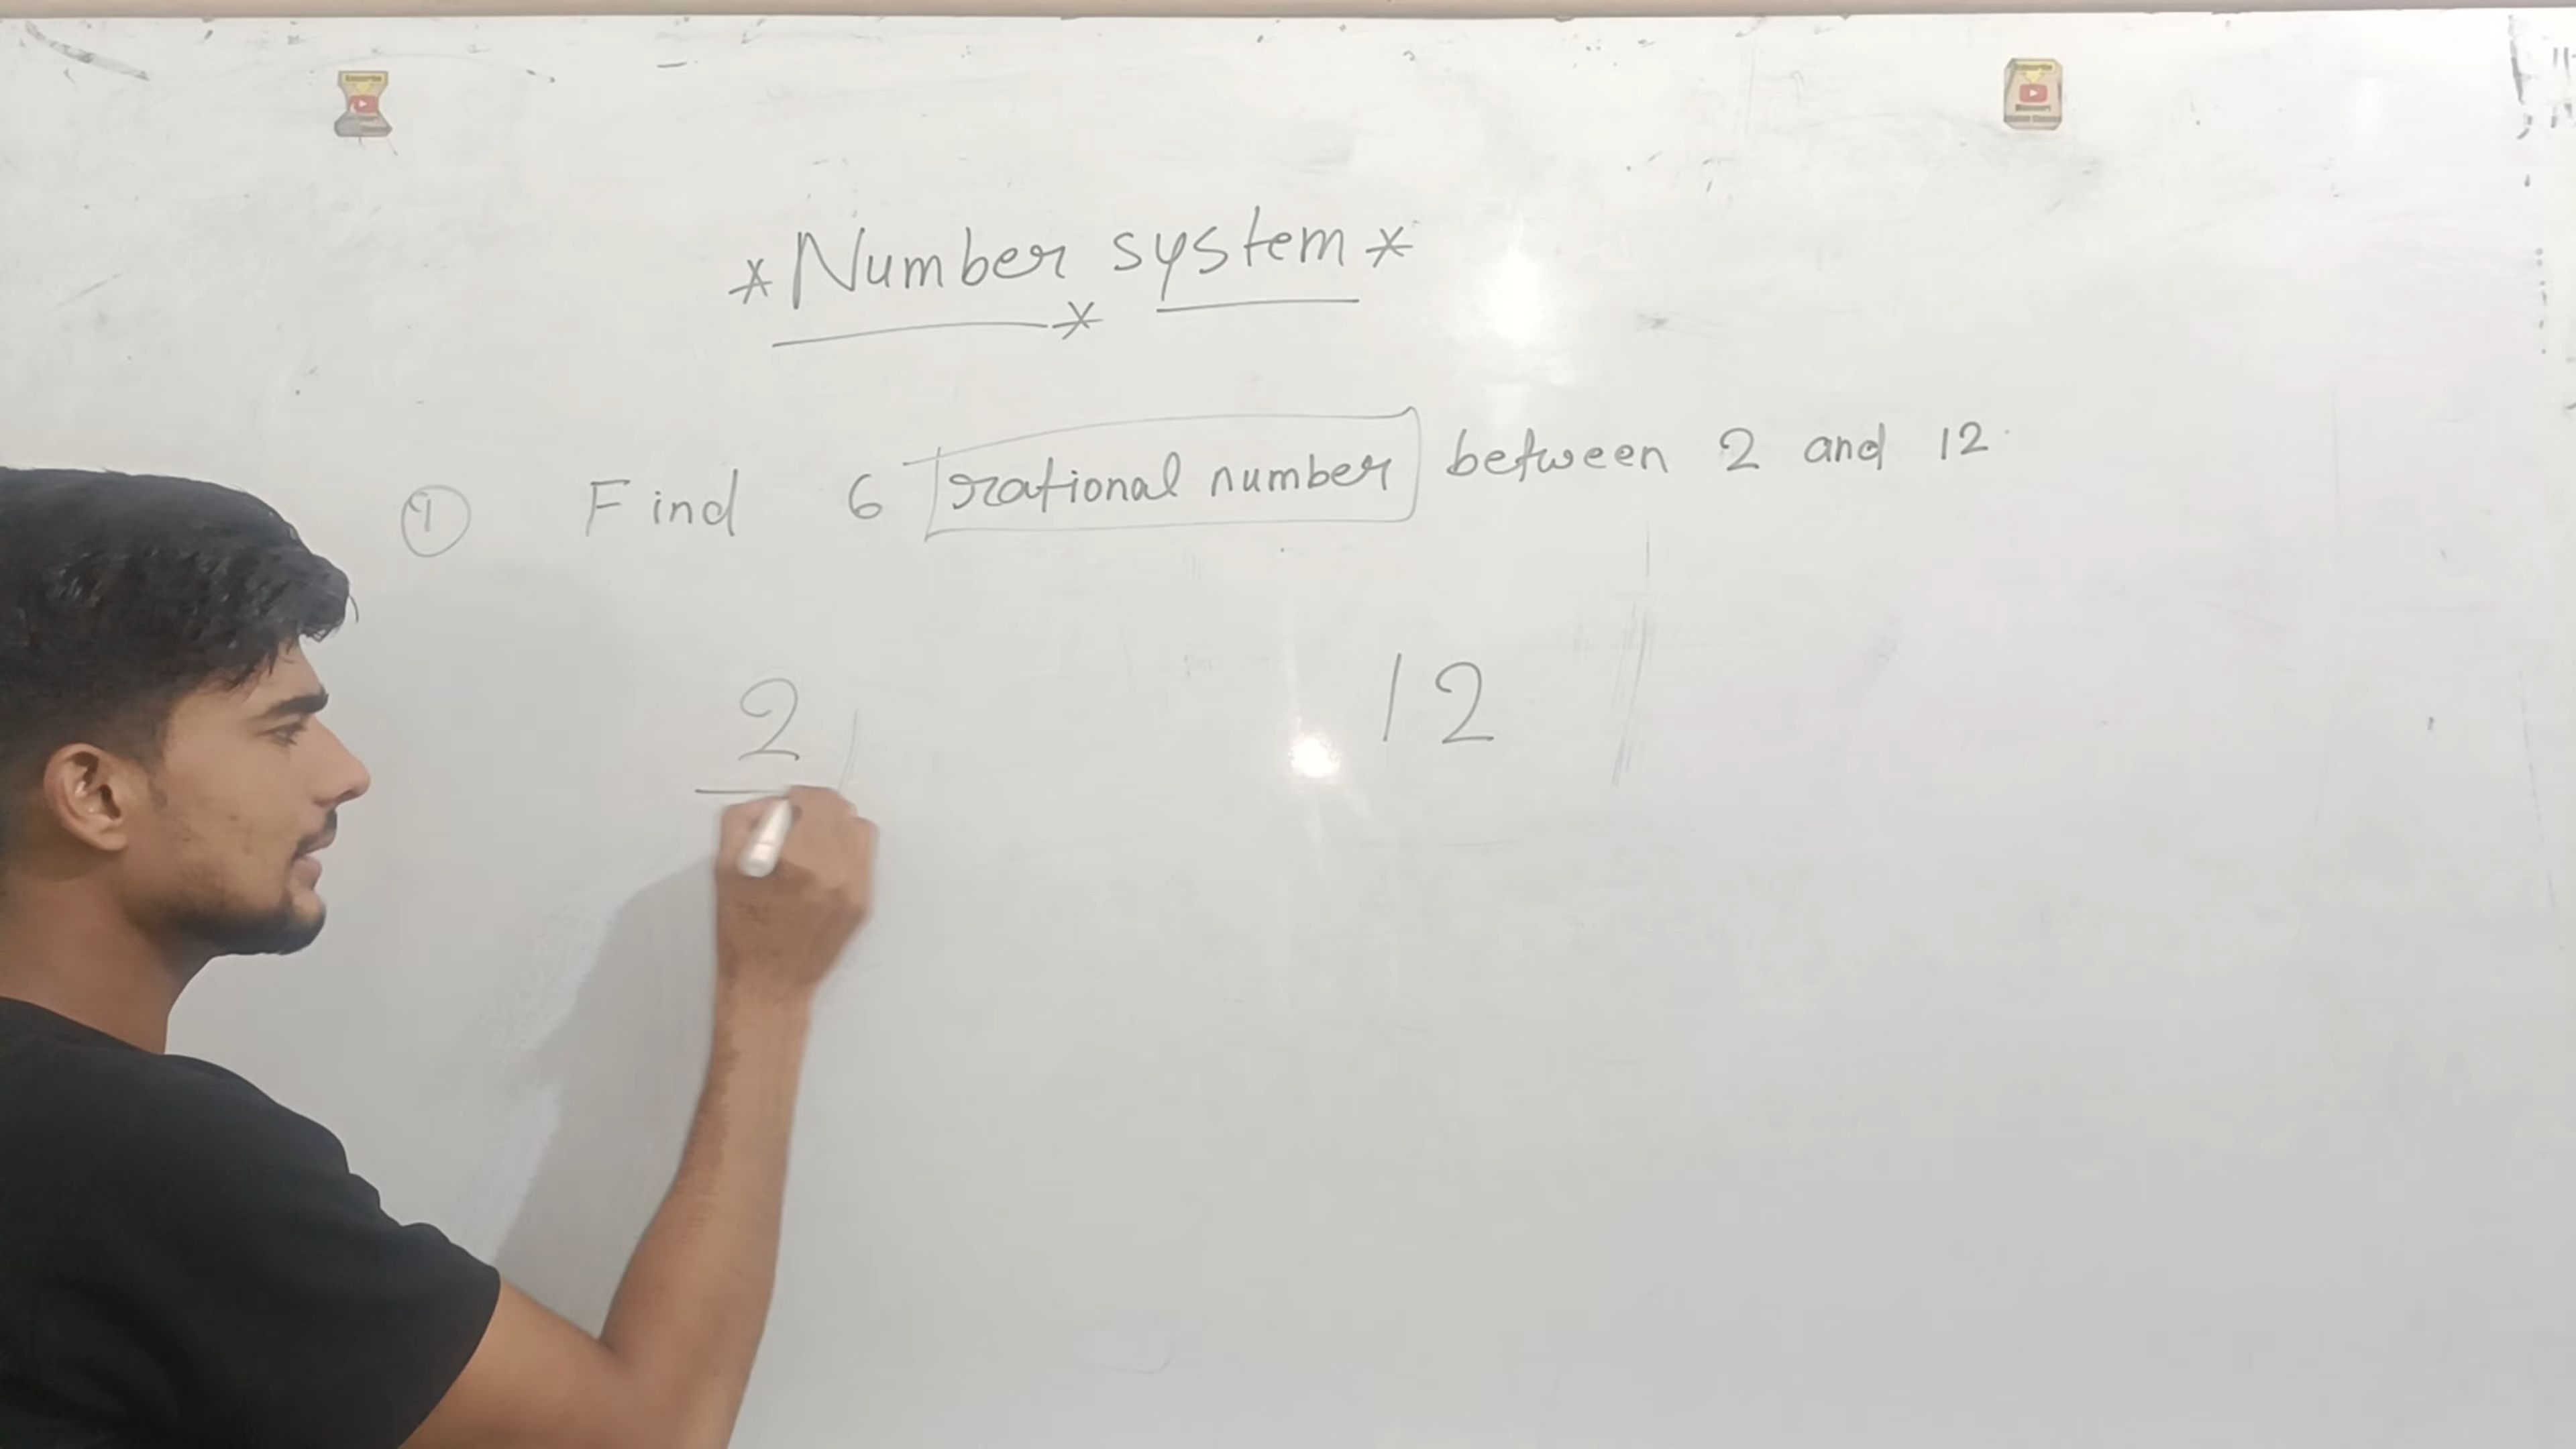 * Number system *
*
① Find 6 rational number between 2 and 12.
2 12